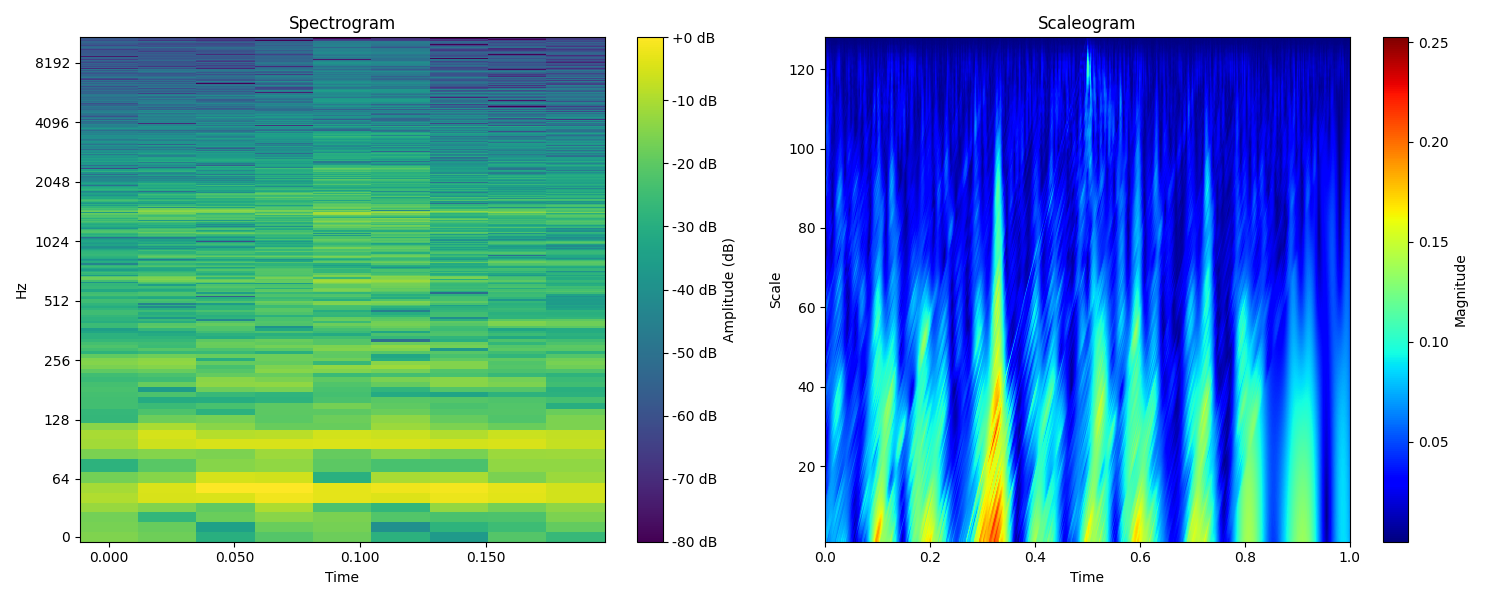 Spectrogram
8192
4096
2048
1024
512
256
128
64
0
Hz
0.000
0.050
0.100
0.150
Time
+0 dB
-10 dB
-20 dB
-30 dB
-40 dB
-50 dB
-60 dB
-70 dB
-80 dB
Amplitude (dB)
Scaleogram
120
100
80
60
40
20
Scale
0.0
0.2
0.4
0.6
0.8
1.0
Time
0.25
0.20
0.15
0.10
0.05
Magnitude